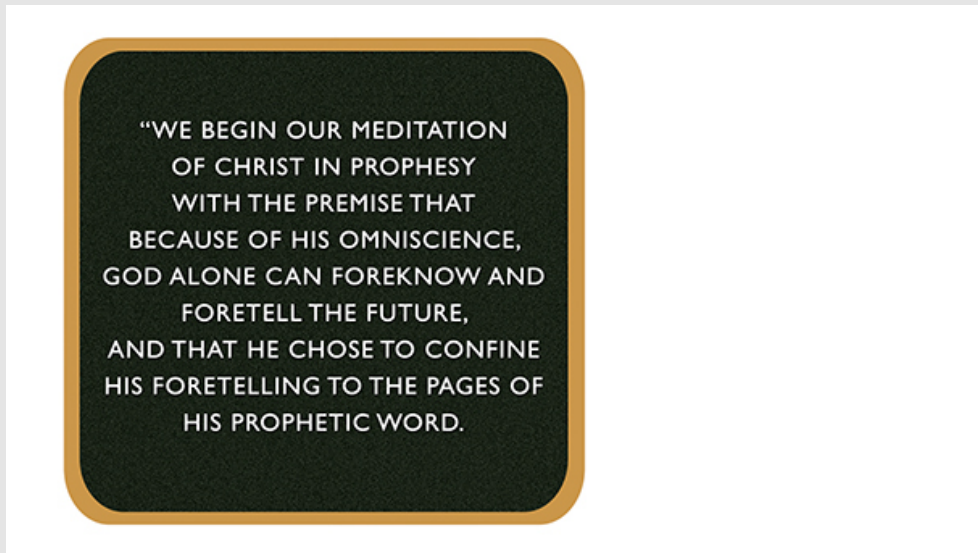 “WE BEGIN OUR MEDITATION
OF CHRIST IN PROPHESY
WITH THE PREMISE THAT
BECAUSE OF HIS OMNISCIENCE,
GOD ALONE CAN FOREKNOW AND
FORETELL THE FUTURE,
AND THAT HE CHOSE TO CONFINE
HIS FORETELLING TO THE PAGES OF
HIS PROPHETIC WORD.